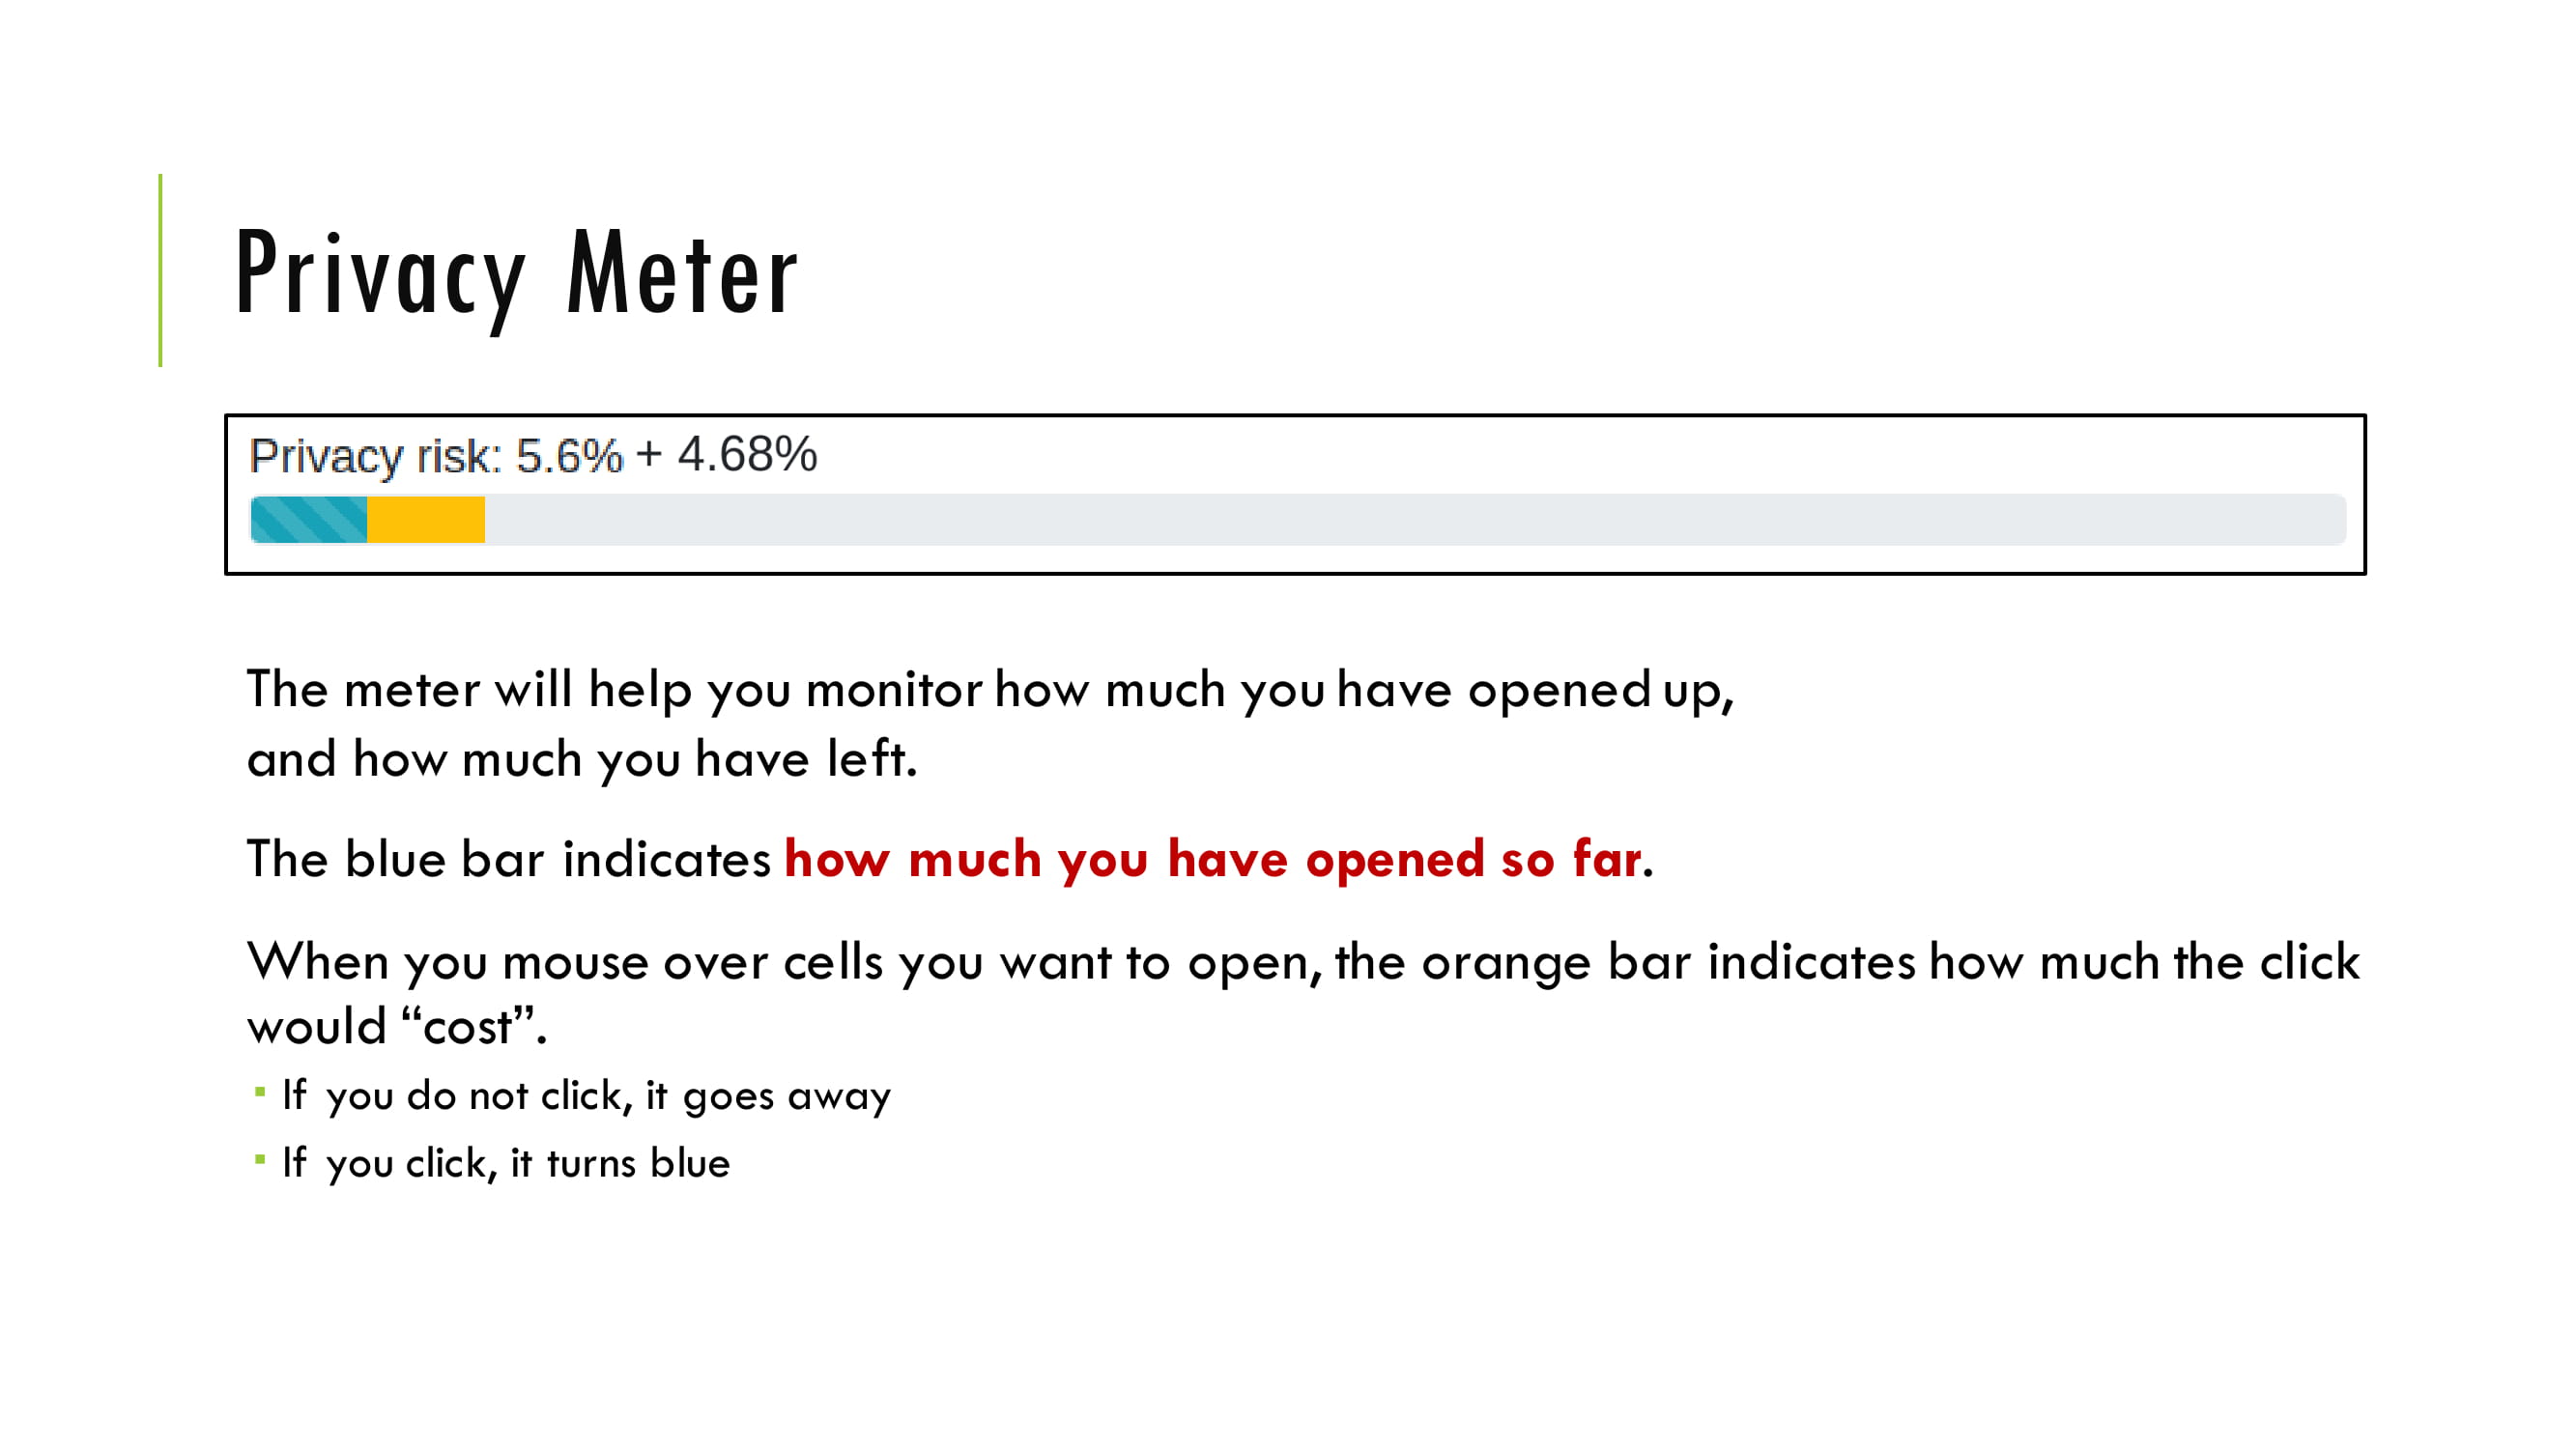 Privacy Meter
Privacy risk: 5.6% + 4.68%
The meter will help you monitor how much you have opened up,
and how much you have left.
The blue bar indicates how much you have opened so far.
When you mouse over cells you want to open, the orange bar indicates how much the click
would “cost”.
▪ If you do not click, it goes away
▪ If you click, it turns blue